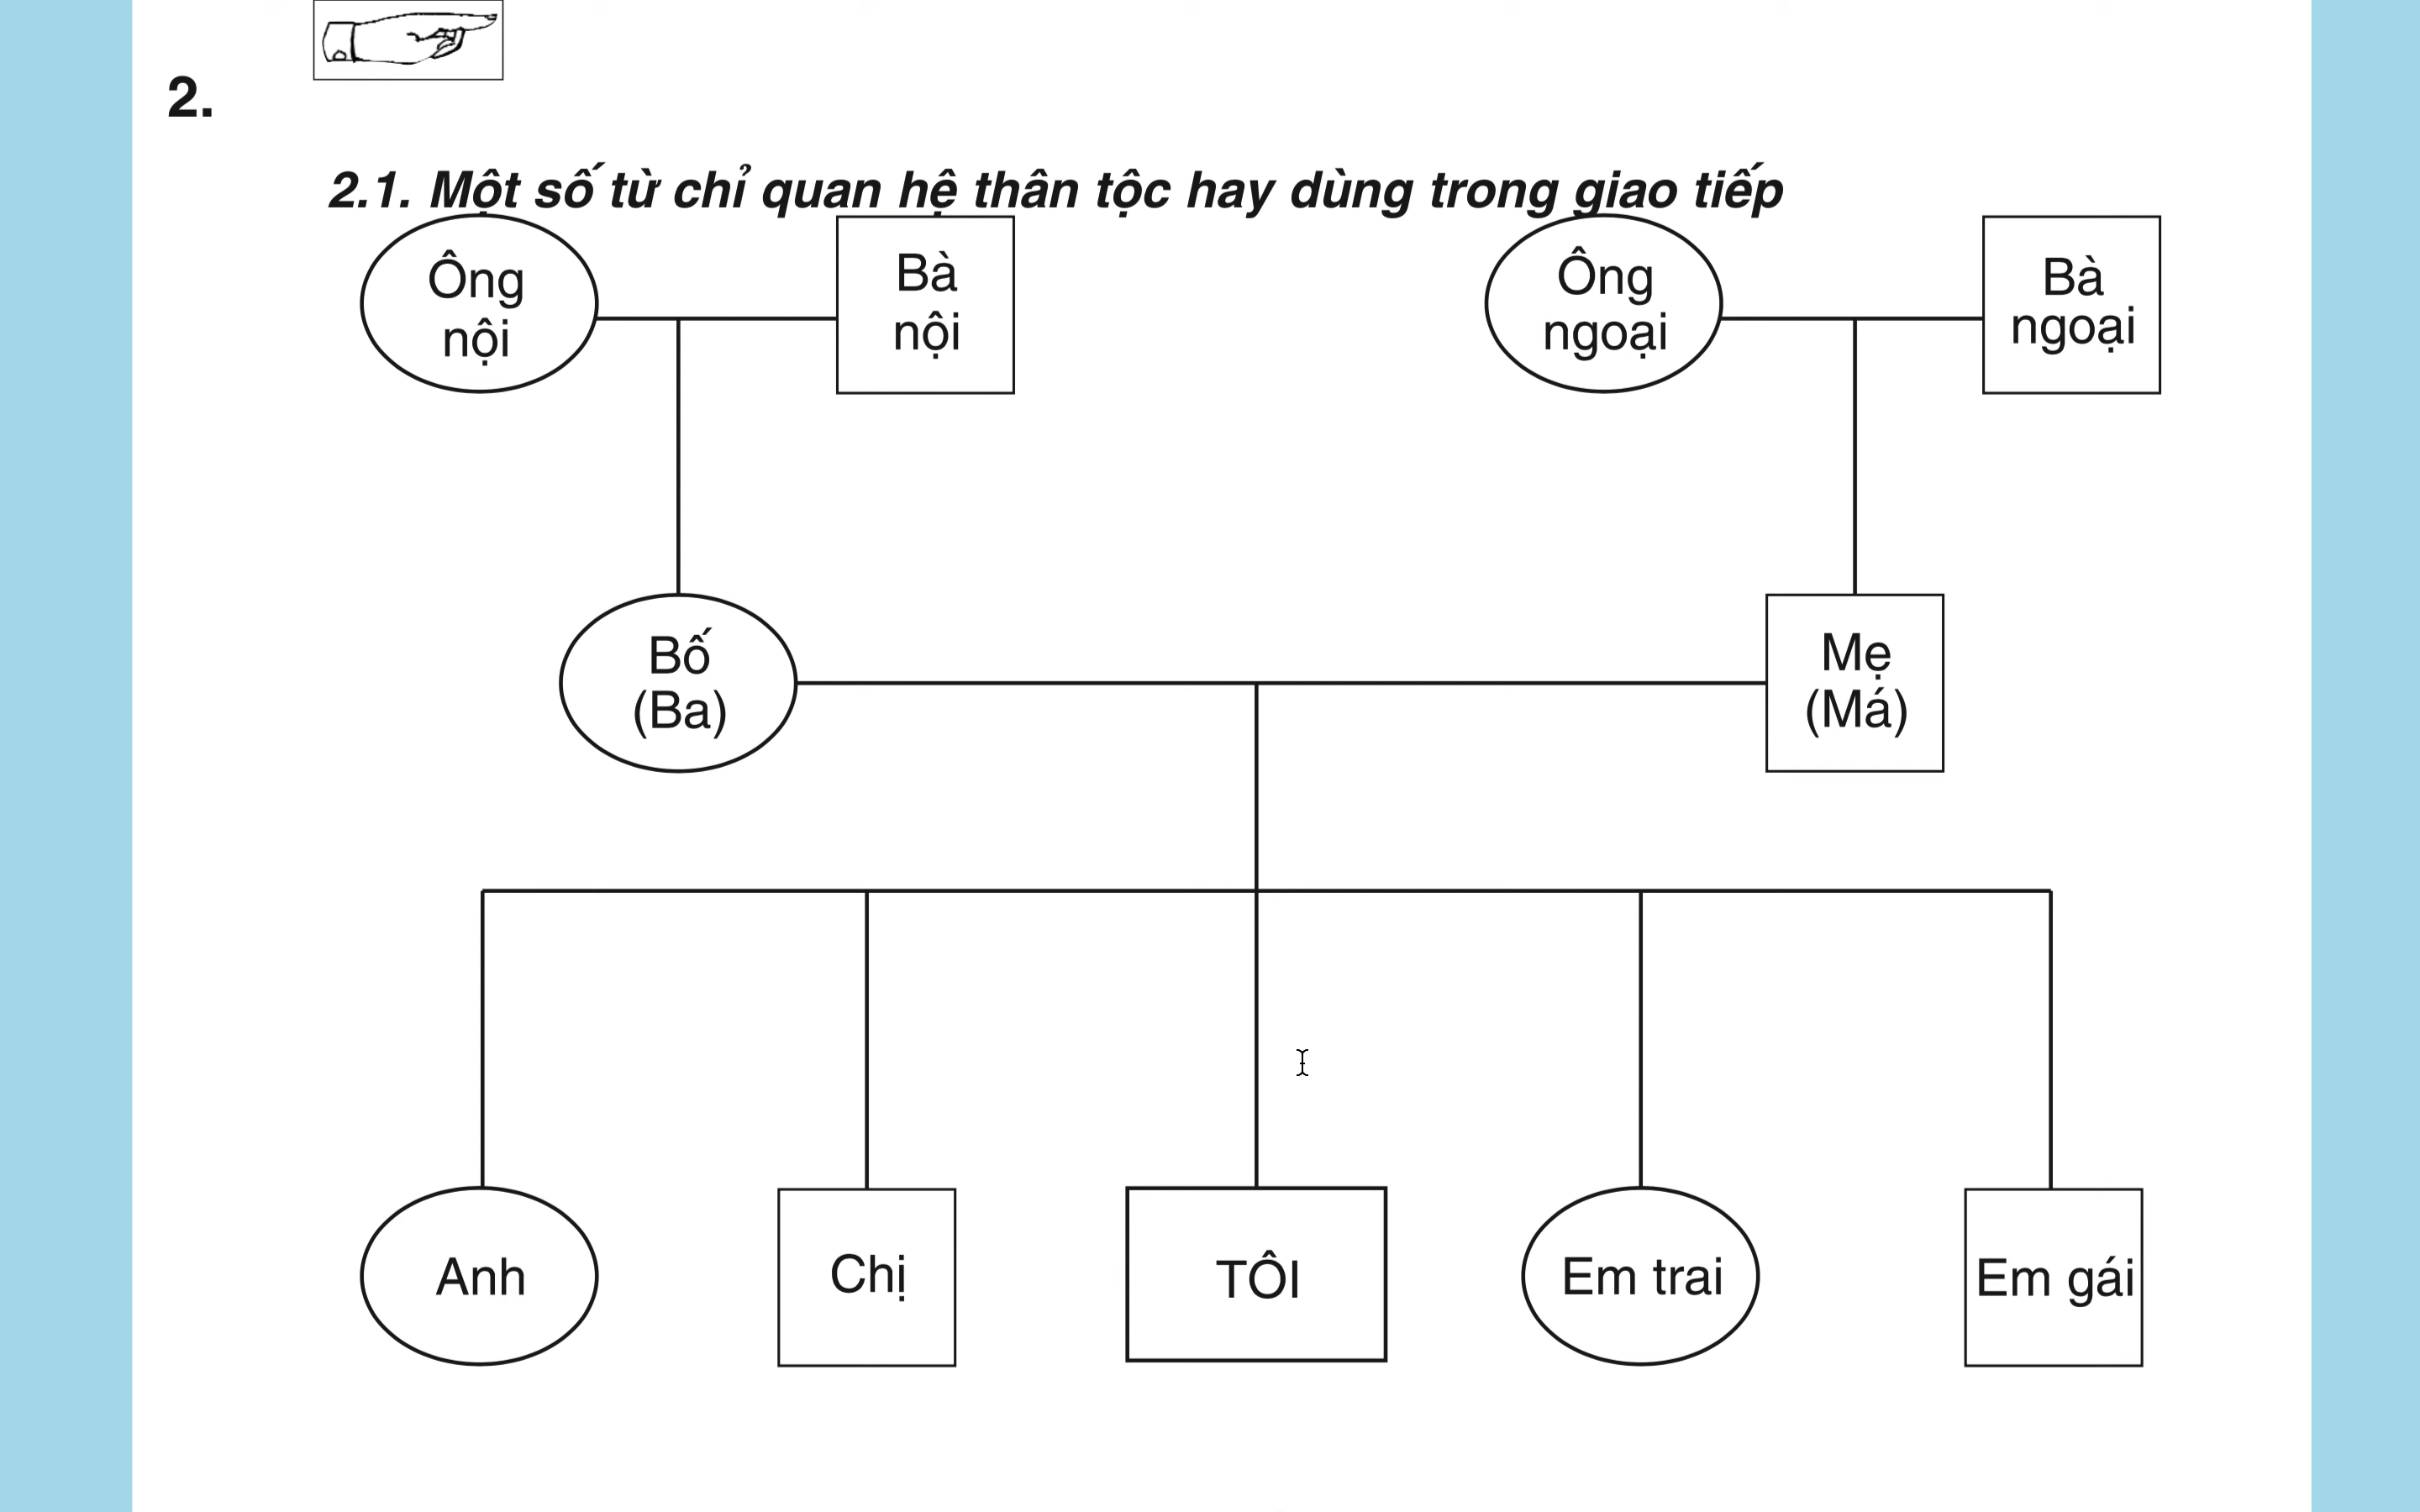 2.
2.1. Một số từ chỉ quan hệ thân tộc hay dùng trong giao tiếp
Ông
nội
Bà
nội
Ông
ngoại
Bà
ngoại
Bố
(Ba)
Mẹ
(Má)
Anh
Chị
TÔI
Em trai
Em gái